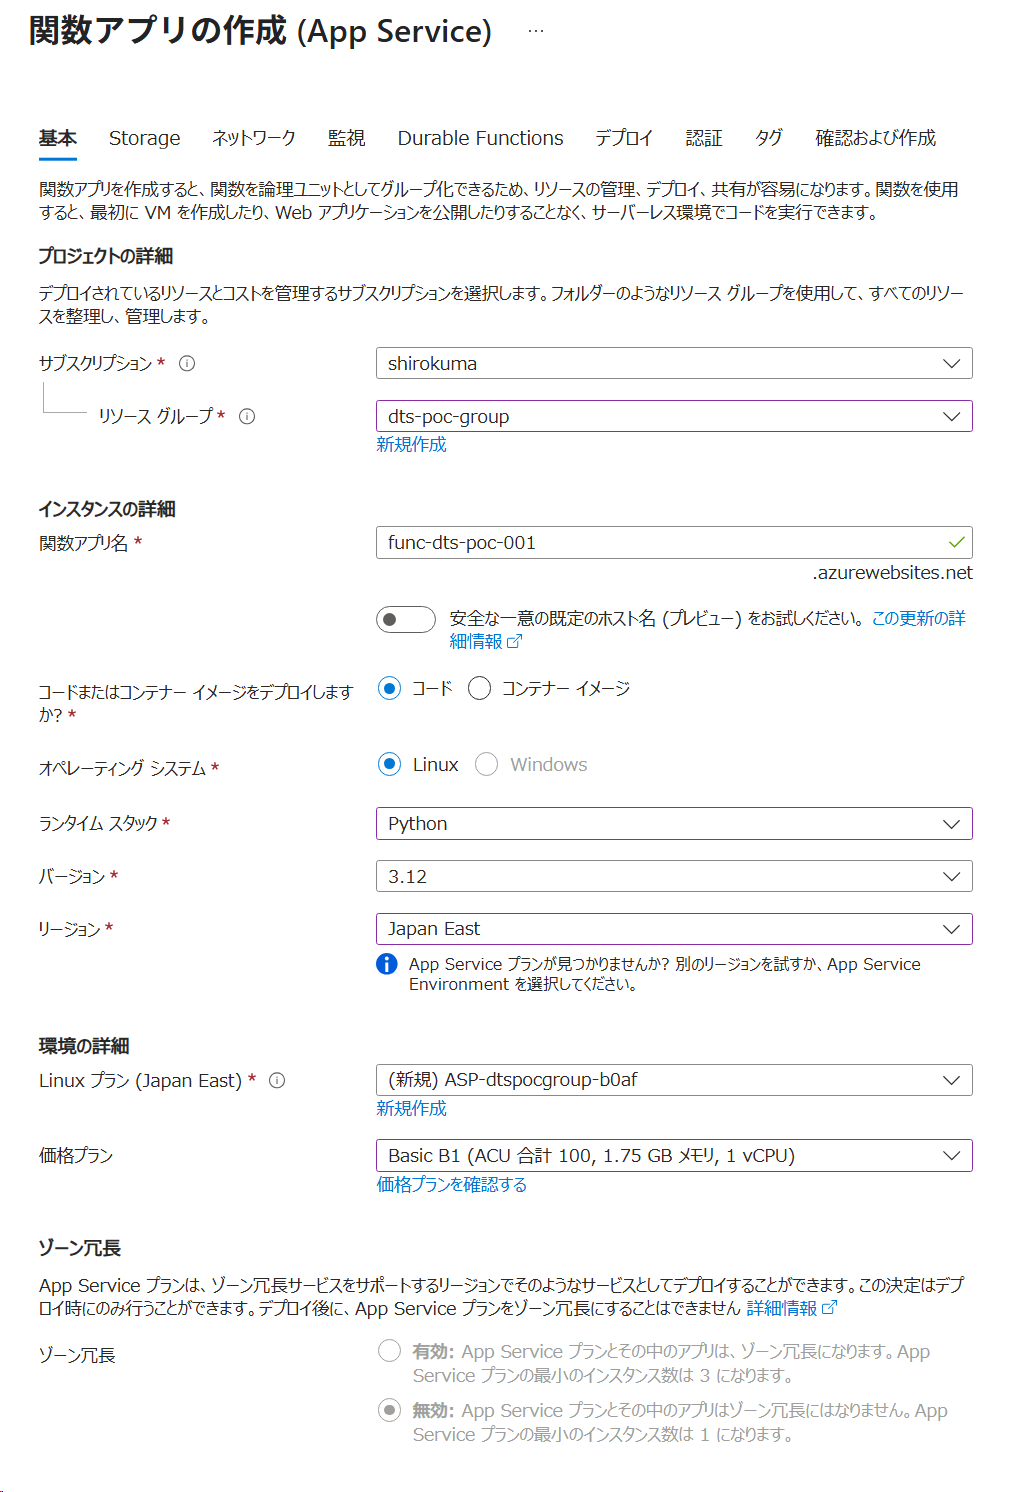 関数アプリの作成 (App Service) …
基本 Storage ネットワーク 監視 Durable Functions デプロイ 認証 タグ 確認および作成
関数アプリを作成すると、関数を論理ユニットとしてグループ化できるため、リソースの管理、デプロイ、共有が容易になります。関数を使用
すると、最初に VM を作成したり、Web アプリケーションを公開したりすることなく、サーバーレス環境でコードを実行できます。
プロジェクトの詳細
デプロイされているリソースとコストを管理するサブスクリプションを選択します。フォルダーのようなリソース グループを使用して、すべてのリソー
スを整理し、管理します。
サブスクリプション *
shirokuma
リソース グループ *
dts-poc-group
新規作成
インスタンスの詳細
関数アプリ名 *
func-dts-poc-001
.azurewebsites.net
安全な一意の既定のホスト名 (プレビュー) をお試しください。 この更新の詳
細情報
コードまたはコンテナー イメージをデプロイします
か? *
コード コンテナー イメージ
オペレーティング システム *
Linux Windows
ランタイム スタック *
Python
バージョン *
3.12
リージョン *
Japan East
App Service プランが見つかりませんか? 別のリージョンを試すか、App Service
Environment を選択してください。
環境の詳細
Linux プラン (Japan East) *
(新規) ASP-dtspocgroup-b0af
新規作成
価格プラン
Basic B1 (ACU 合計 100, 1.75 GB メモリ, 1 vCPU)
価格プランを確認する
ゾーン冗長
App Service プランは、ゾーン冗長サービスをサポートするリージョンでそのようなサービスとしてデプロイすることができます。この決定はデプ
ロイ時にのみ行うことができます。デプロイ後に、App Service プランをゾーン冗長にすることはできません 詳細情報
ゾーン冗長
有効: App Service プランとその中のアプリは、ゾーン冗長になります。App
Service プランの最小のインスタンス数は 3 になります。
無効: App Service プランとその中のアプリはゾーン冗長にはなりません。App
Service プランの最小のインスタンス数は 1 になります。